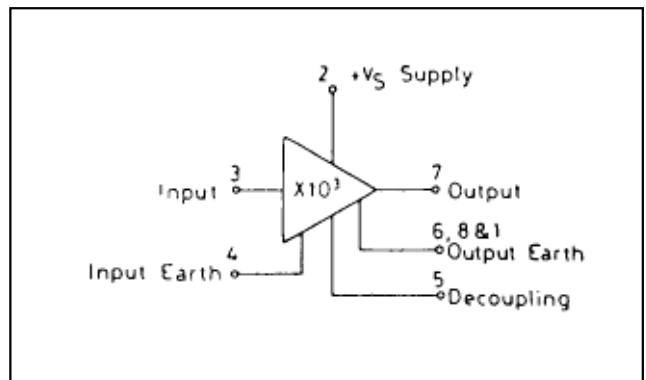 2 +VS Supply
3
Input
X10³
7
Output
6, 8 & 1
Output Earth
4
Input Earth
5
Decoupling